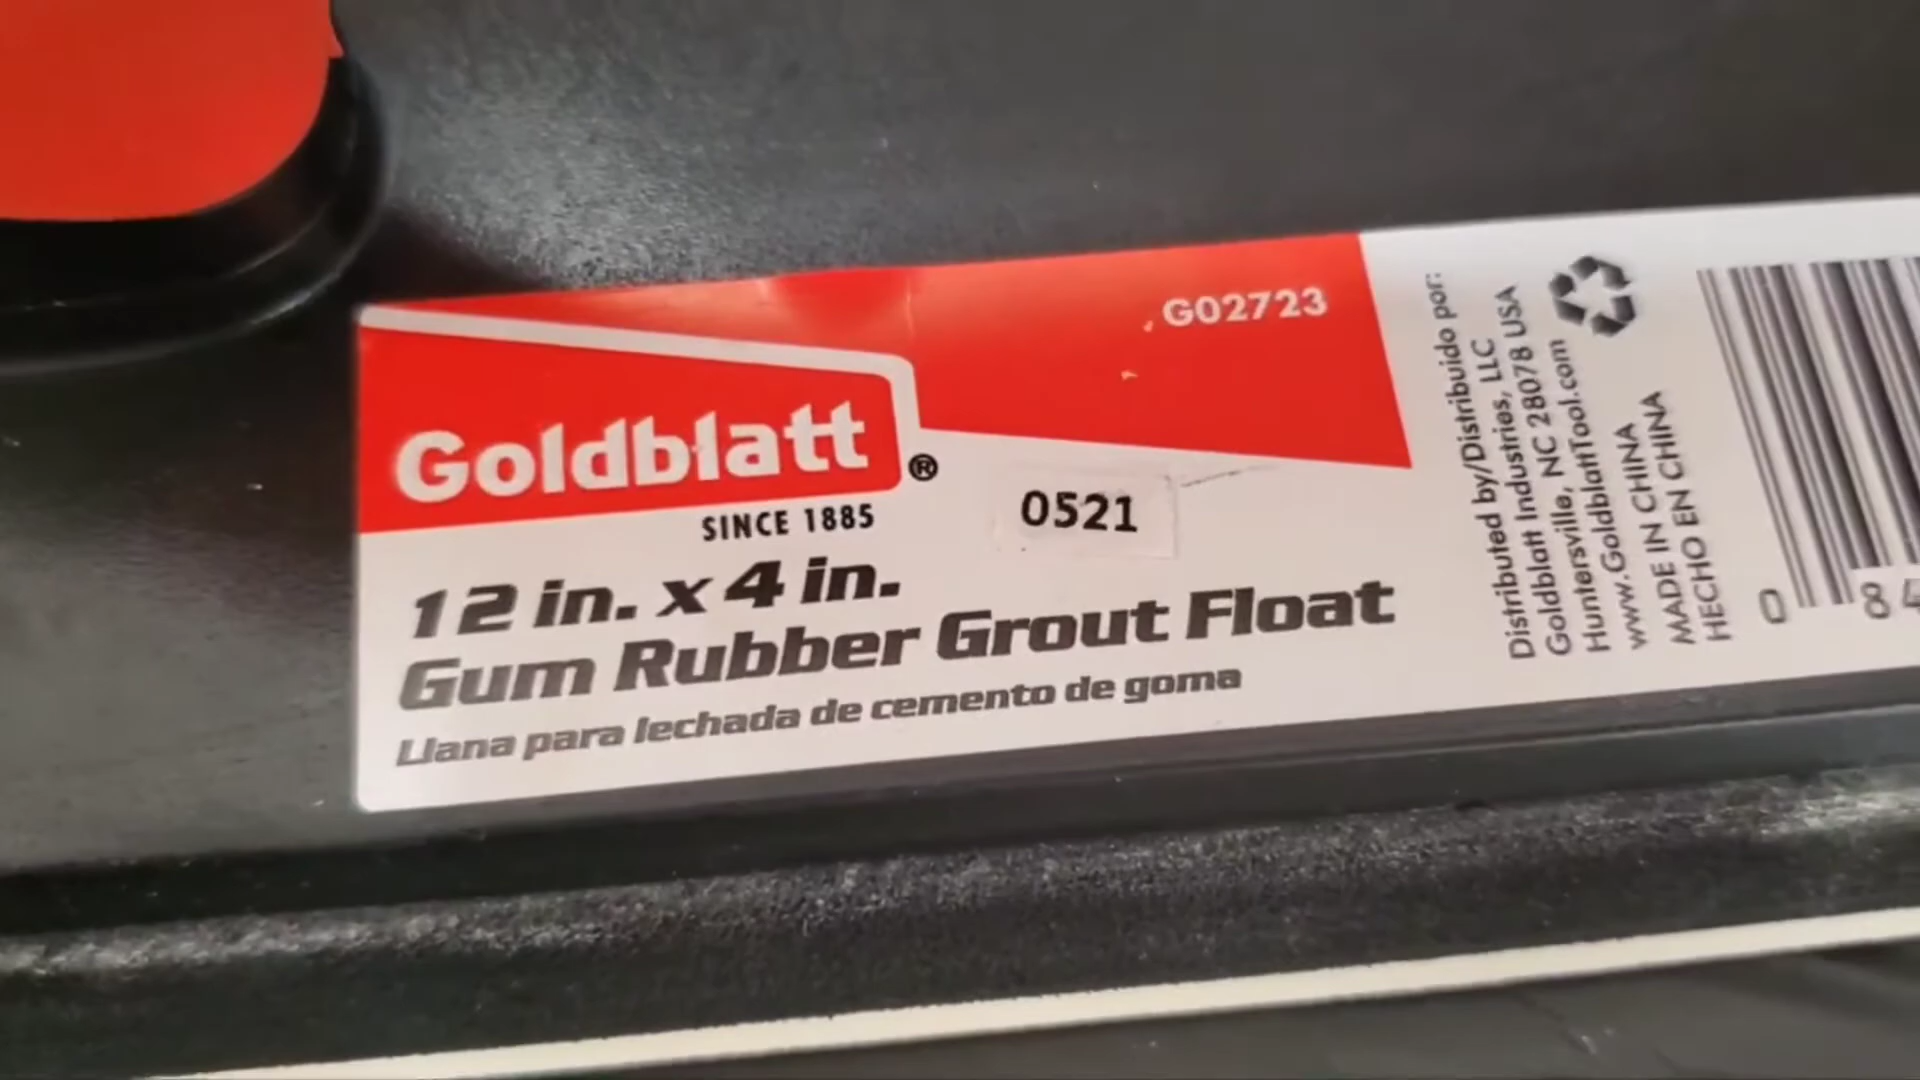 G02723
Goldblatt®
SINCE 1885
0521
12 in. x 4 in.
Gum Rubber Grout Float
Llana para lechada de cemento de goma
Distributed by/Distribuido por:
Goldblatt Industries, LLC
Huntersville, NC 28078 USA
www.GoldblattTool.com
MADE IN CHINA
HECHO EN CHINA
0 84